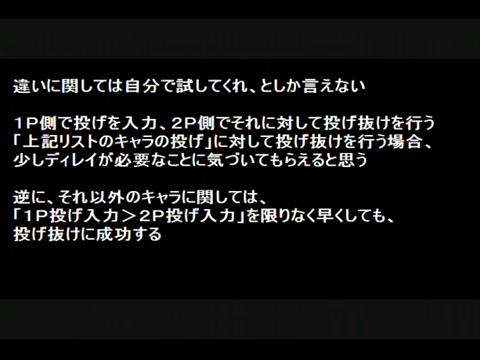 違いに関しては自分で試してくれ、としか言えない
１Ｐ側で投げを入力、２Ｐ側でそれに対して投げ抜けを行う
「上記リストのキャラの投げ」に対して投げ抜けを行う場合、
少しディレイが必要なことに気づいてもらえると思う
逆に、それ以外のキャラに関しては、
「１Ｐ投げ入力＞２Ｐ投げ入力」を限りなく早くしても、
投げ抜けに成功する